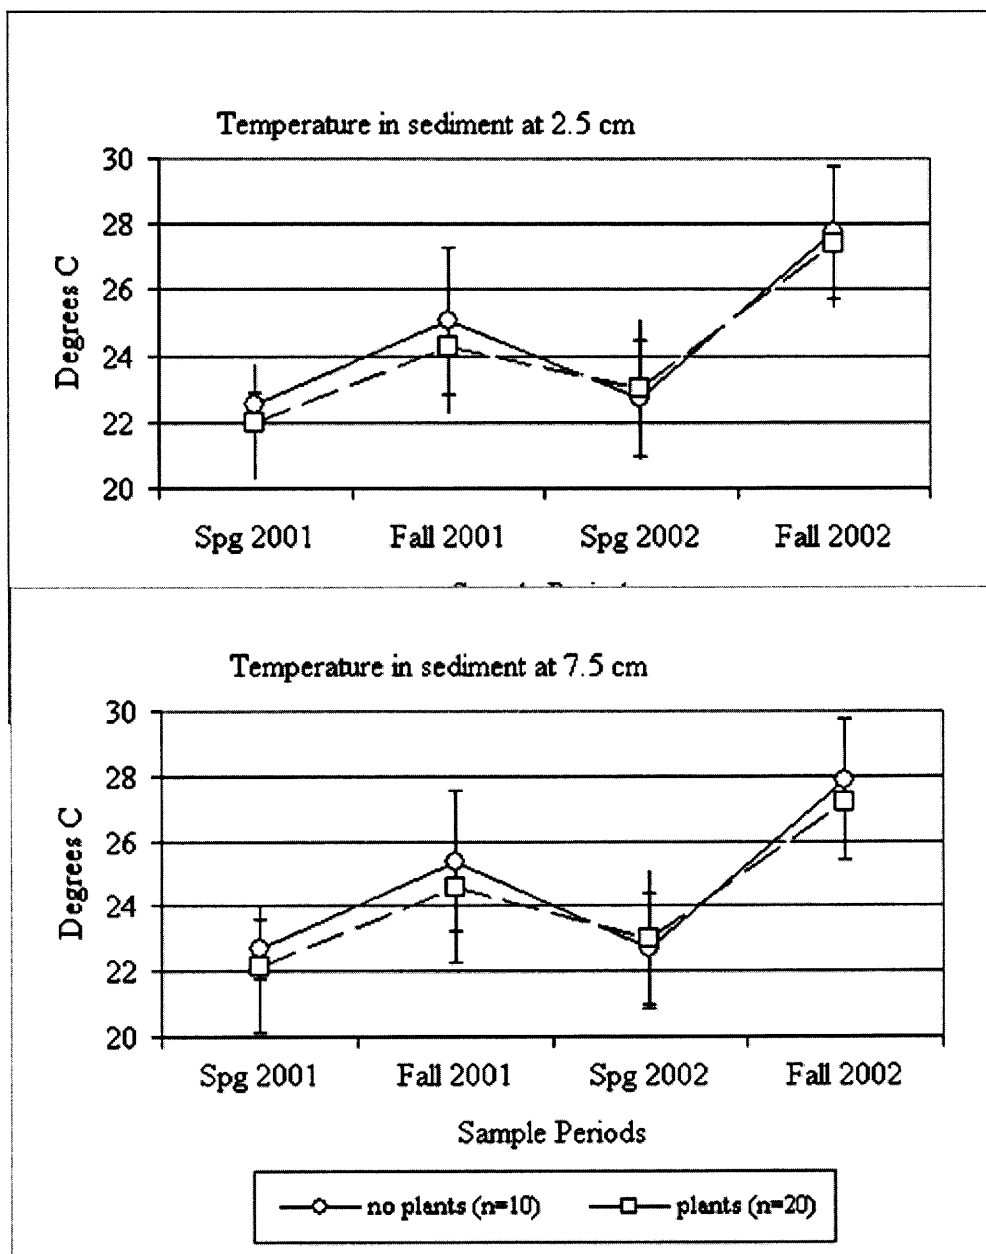 Temperature in sediment at 2.5 cm
30
28
26
24
22
20
Degrees C
Spg 2001 Fall 2001 Spg 2002 Fall 2002
Temperature in sediment at 7.5 cm
30
28
26
24
22
20
Degrees C
Spg 2001 Fall 2001 Spg 2002 Fall 2002
Sample Periods
no plants (n=10) plants (n=20)